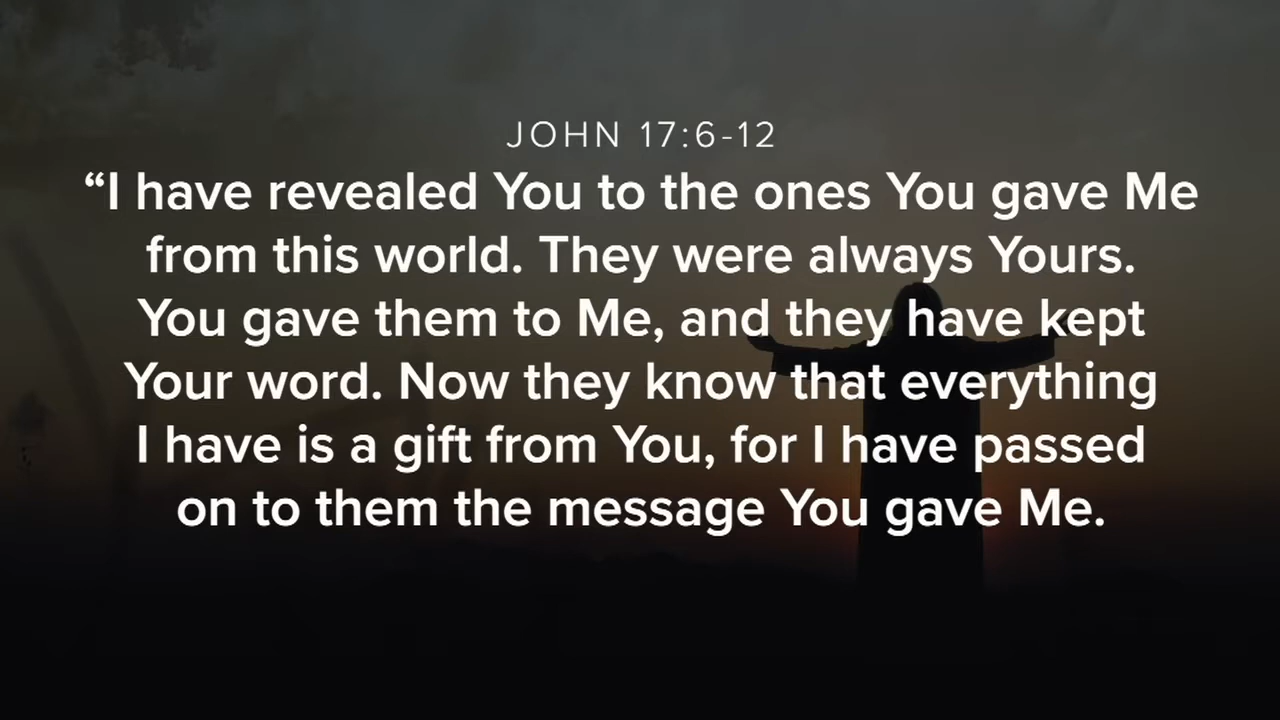 JOHN 17:6-12
“I have revealed You to the ones You gave Me
from this world. They were always Yours.
You gave them to Me, and they have kept
Your word. Now they know that everything
I have is a gift from You, for I have passed
on to them the message You gave Me.